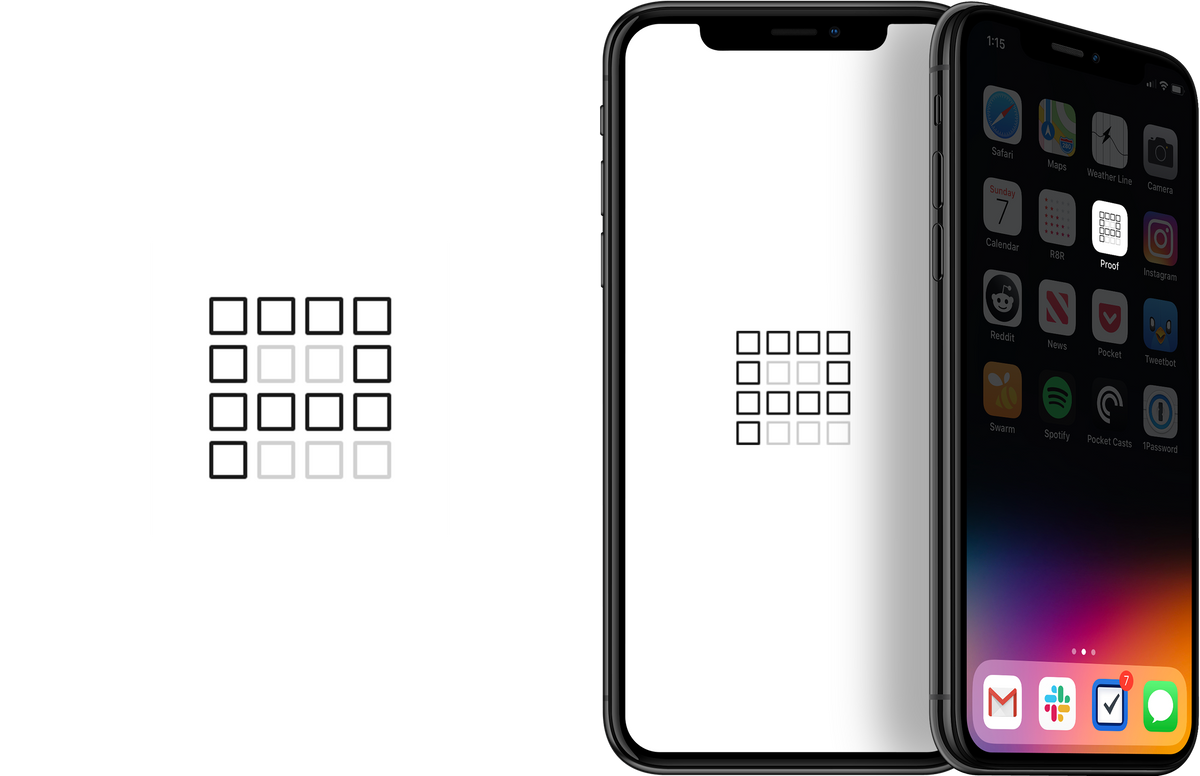 1:15
Safari
Maps
Weather Line
Camera
Sunday
7
Calendar
R8R
Proof
Instagram
Reddit
News
Pocket
Tweetbot
Swarm
Spotify
Pocket Casts
1Password
7